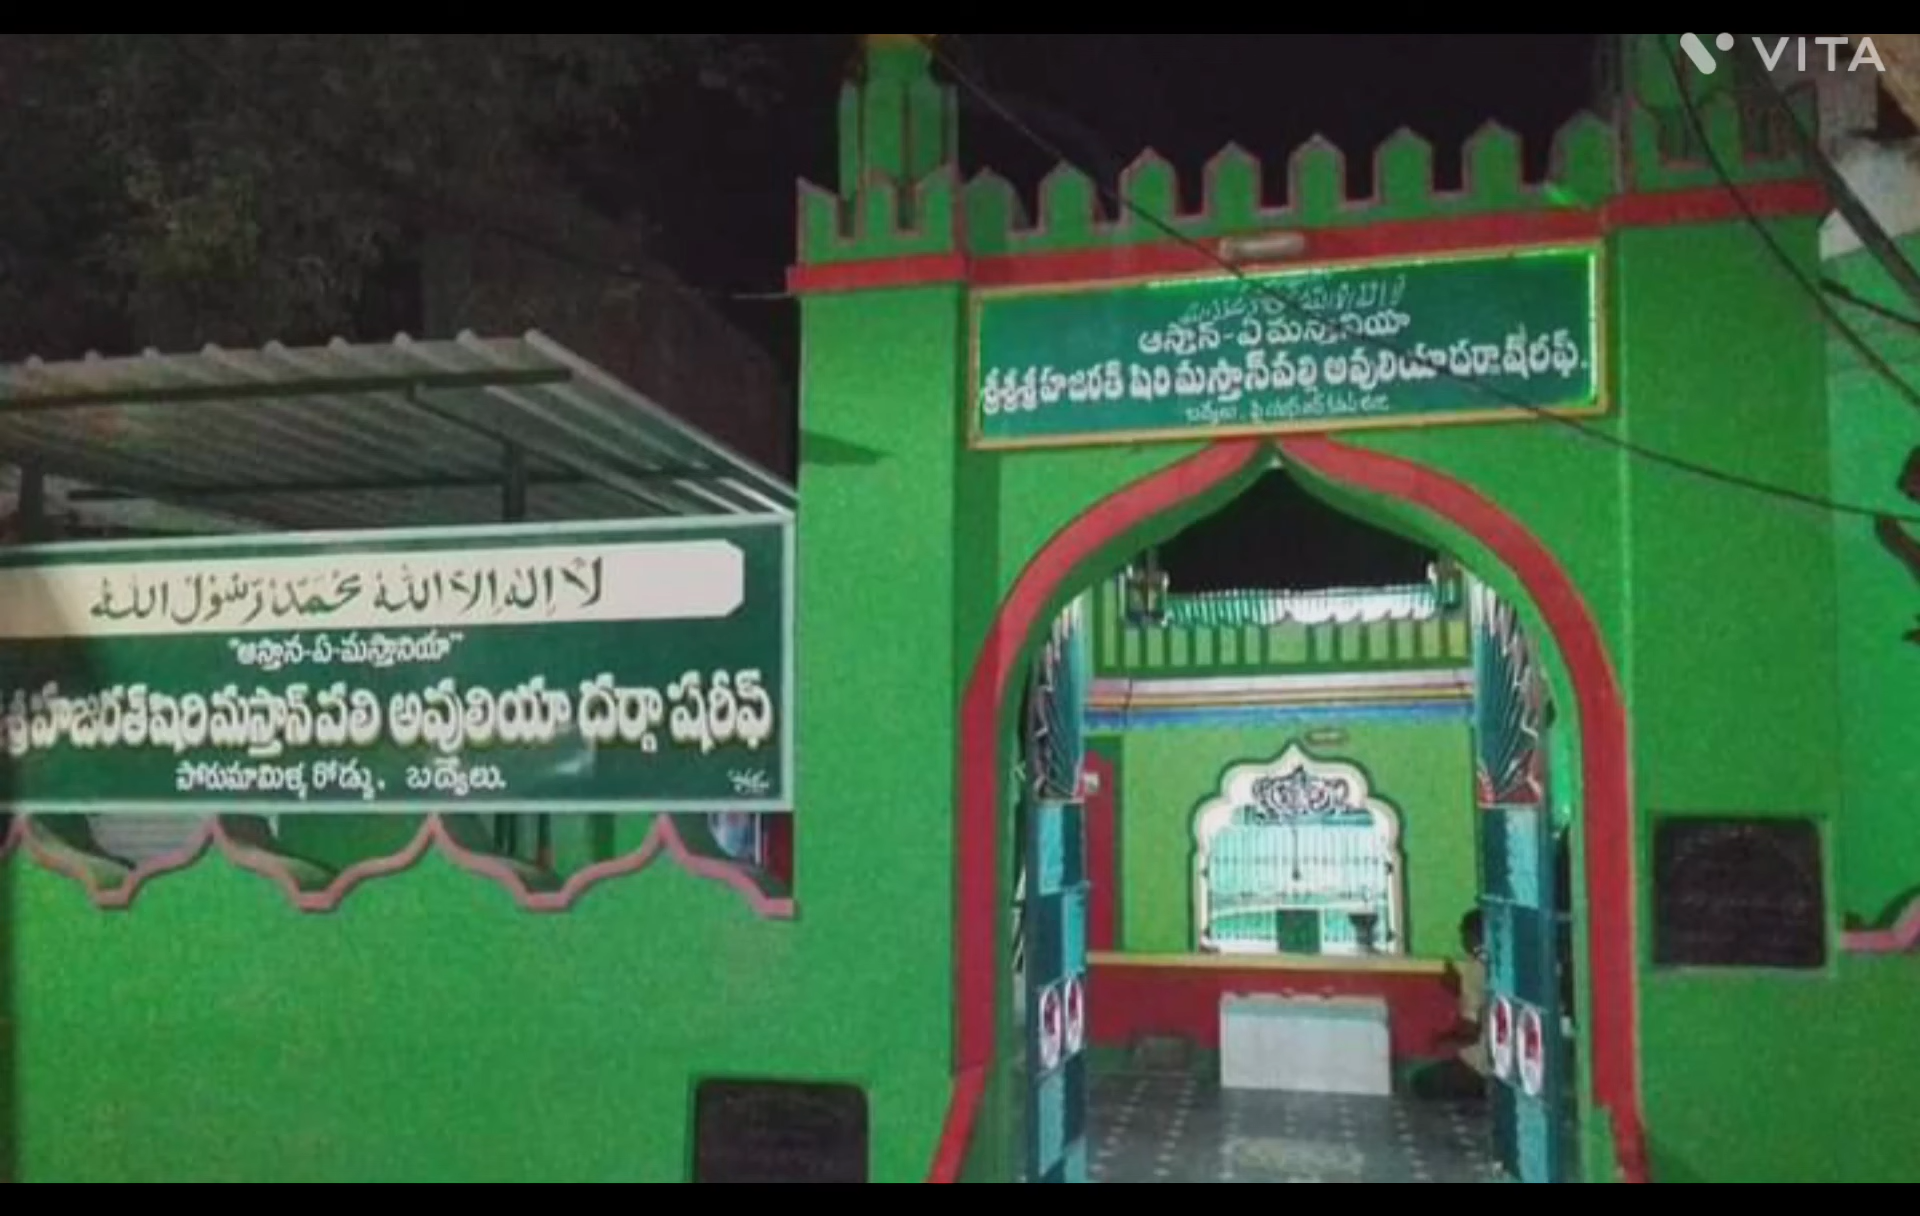 VITA
ఆస్తాన్-ఏ మస్తానియా
శ్రీశ్రీశ్రీ హజరత్ షిరి మస్తాన్ వలి అవులియా దర్గా షరీఫ్.
لا اله الا الله محمد رسول الله
"ఆస్తాన-ఏ-మస్తానియా"
శ్రీ హజరత్ షిరి మస్తాన్ వలి అవులియా దర్గా షరీఫ్
పోరుమామిళ్ళ రోడ్డు, బద్వేలు.